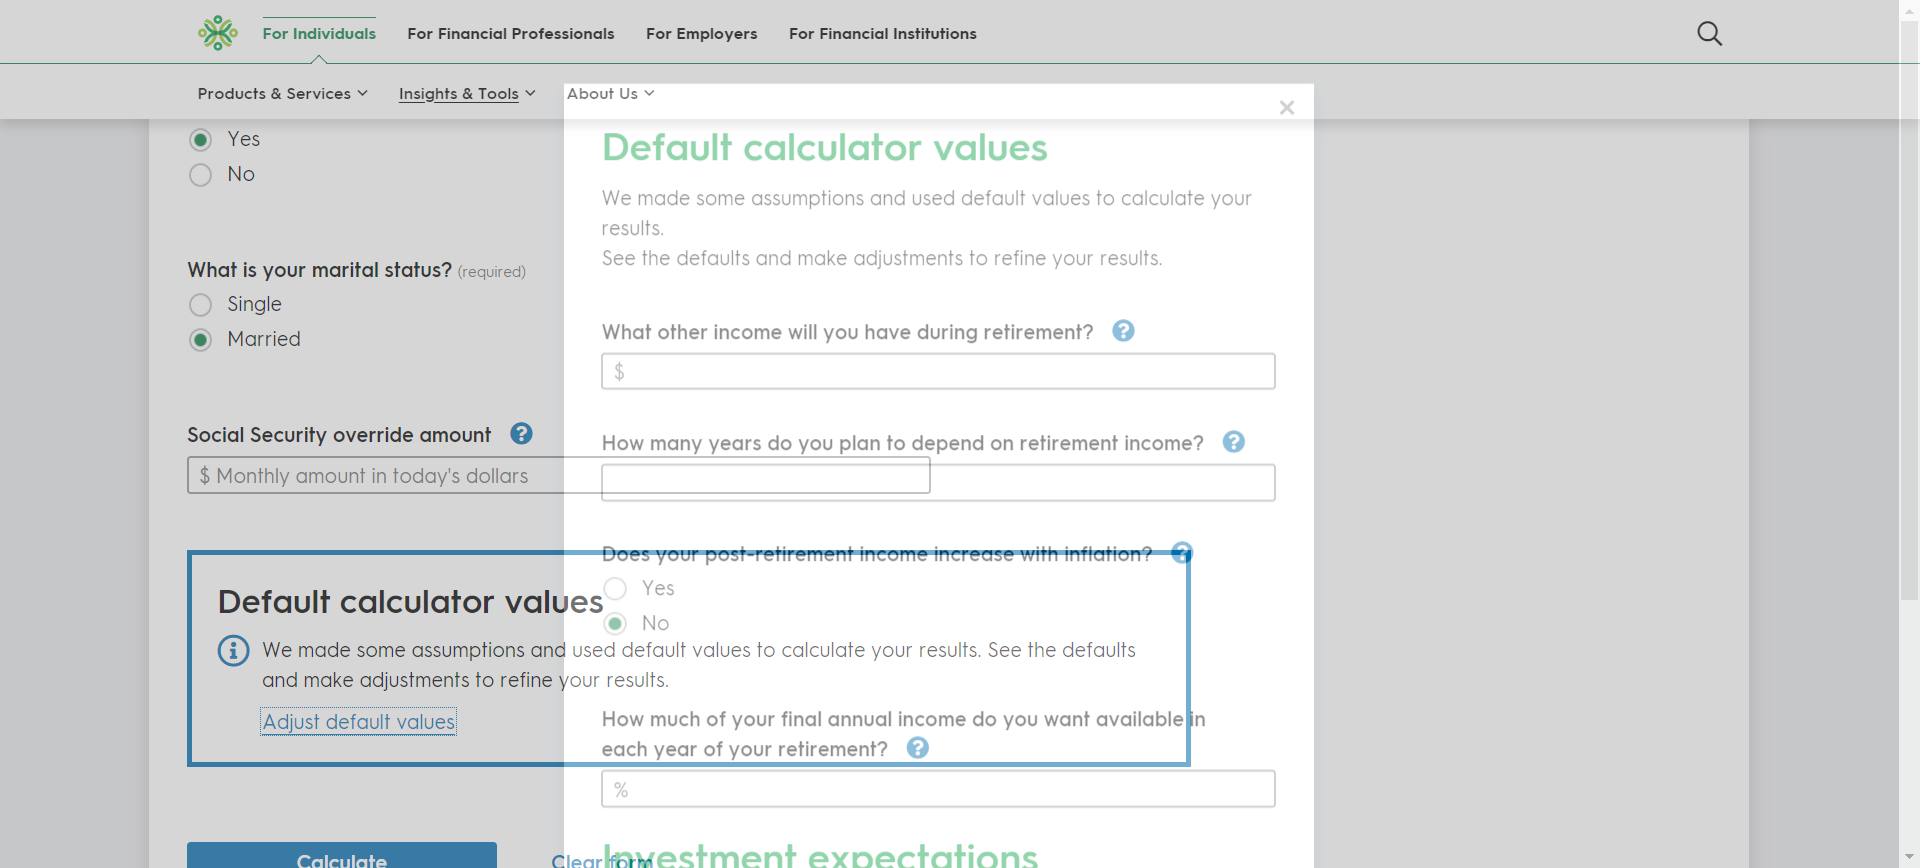 For Individuals
For Financial Professionals
For Employers
For Financial Institutions
Products & Services
Insights & Tools
About Us
Yes
No
What is your marital status? (required)
Single
Married
Social Security override amount ?
$ Monthly amount in today's dollars
Default calculator values
We made some assumptions and used default values to calculate your results. See the defaults
and make adjustments to refine your results.
Adjust default values
Calculate
Clear form
×
Default calculator values
We made some assumptions and used default values to calculate your
results.
See the defaults and make adjustments to refine your results.
What other income will you have during retirement? ?
$
How many years do you plan to depend on retirement income? ?
Does your post-retirement income increase with inflation? ?
Yes
No
How much of your final annual income do you want available in
each year of your retirement? ?
%
Investment expectations